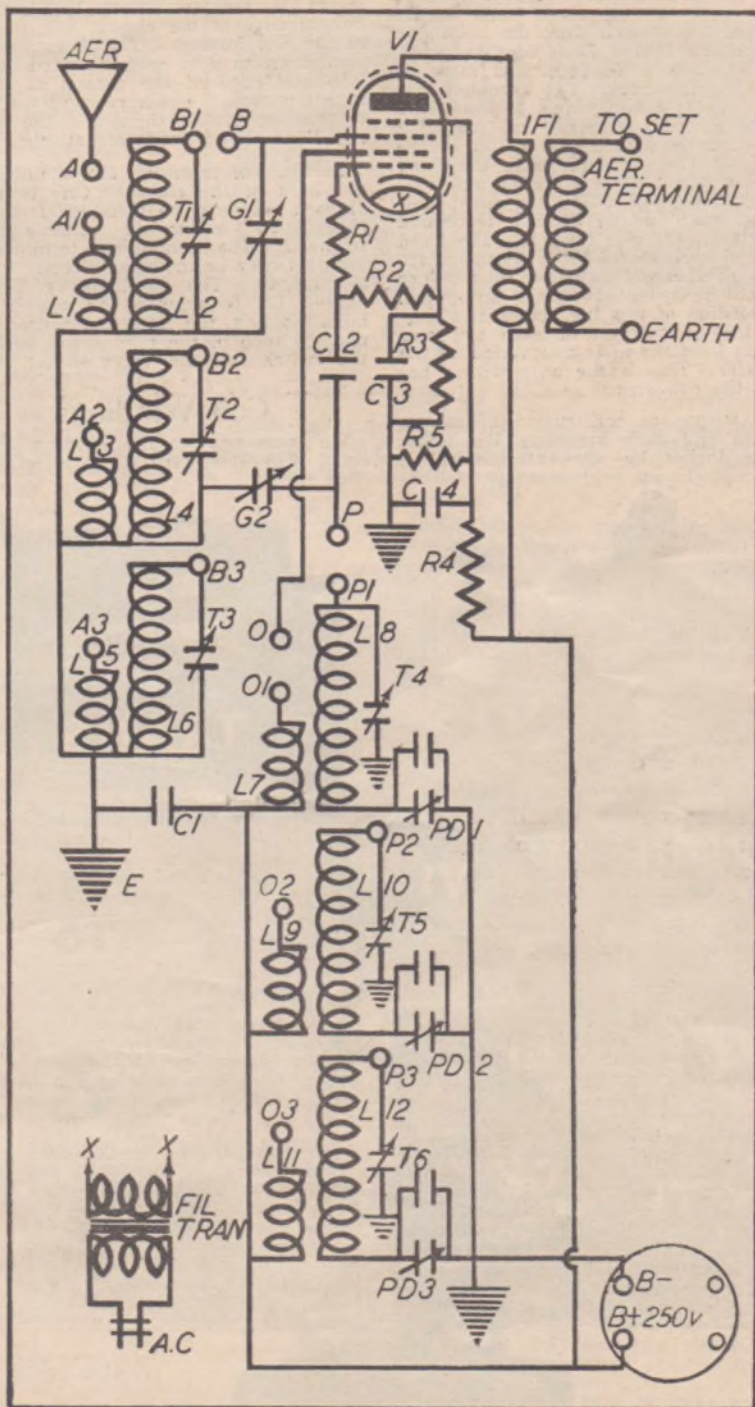 AER
V1
A
B1
B
1F1
TO SET
AER.
TERMINAL
A1
T1
G1
R1
L1
L2
R2
EARTH
C2
R3
C3
B2
A2
T2
L3
R5
L4
C4
G2
P
R4
B3
P1
A3
T3
O
L8
L5
O1
T4
L6
L7
C1
PD1
P2
E
O2
L10
L9
T5
PD2
P3
O3
L12
X X
L11
T6
FIL
TRAN
PD3
B-
B+250v
A.C
X